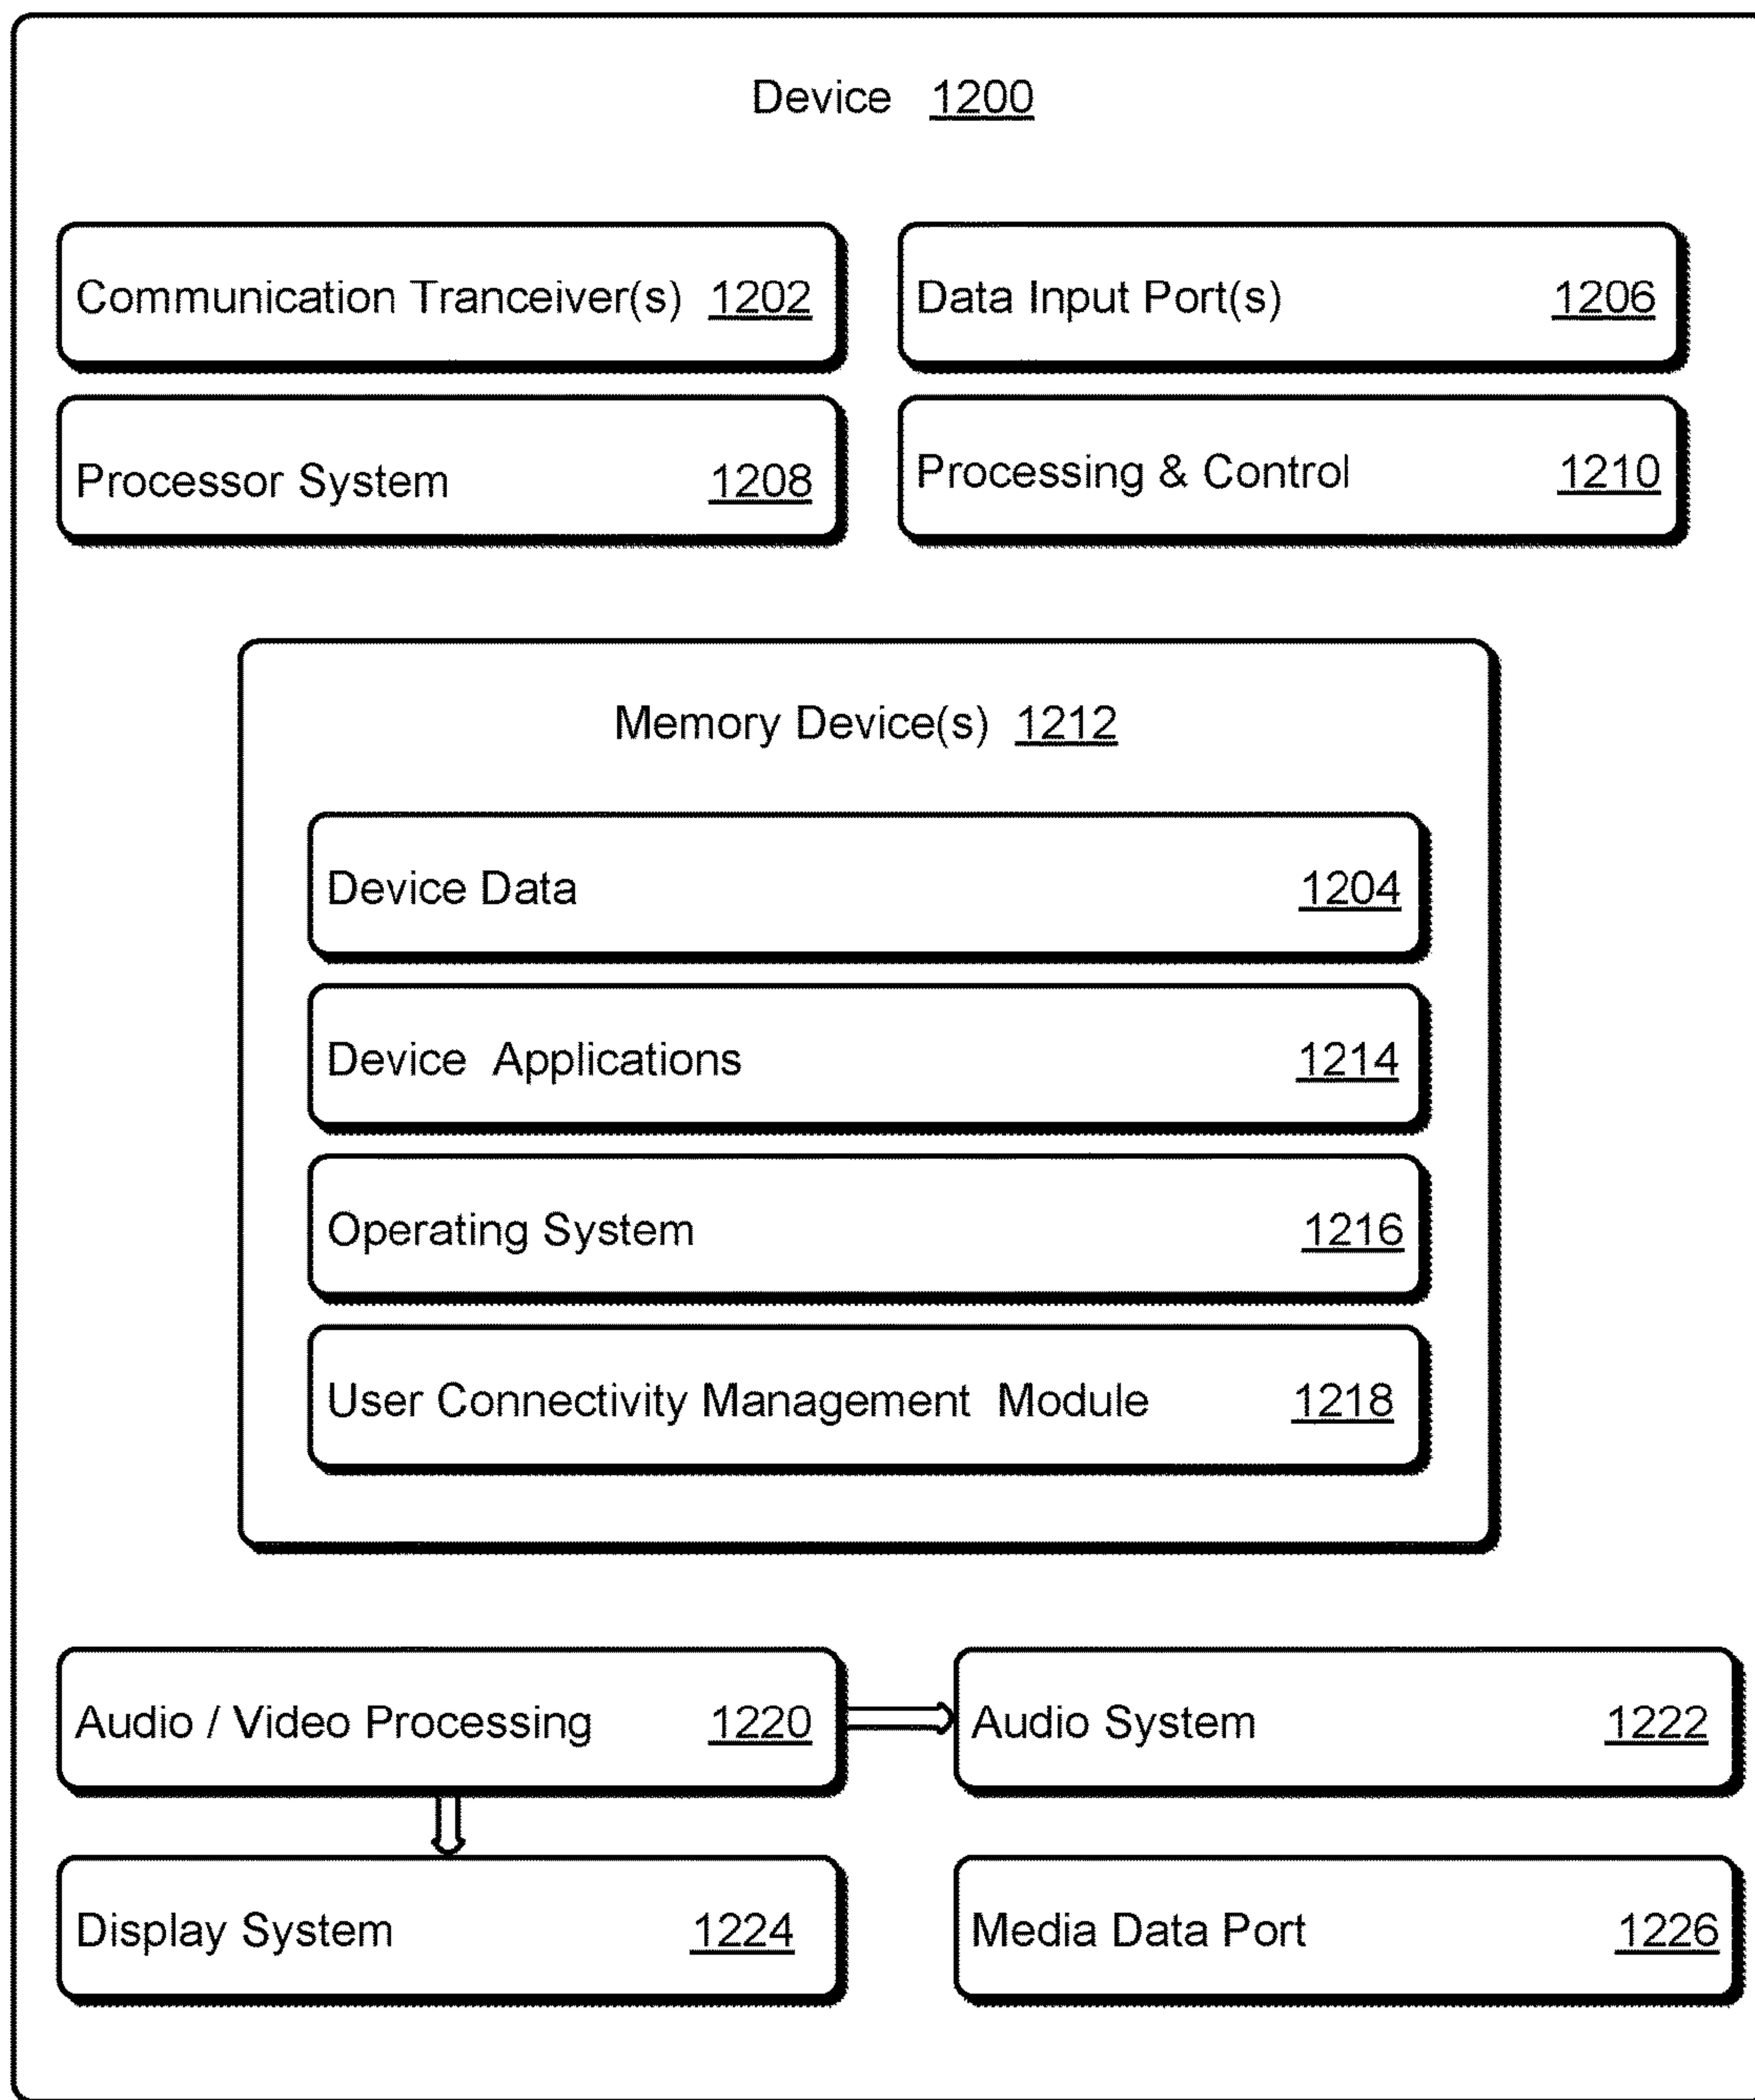 Device 1200
Communication Tranceiver(s) 1202
Data Input Port(s) 1206
Processor System 1208
Processing & Control 1210
Memory Device(s) 1212
Device Data 1204
Device Applications 1214
Operating System 1216
User Connectivity Management Module 1218
Audio / Video Processing 1220
Audio System 1222
Display System 1224
Media Data Port 1226